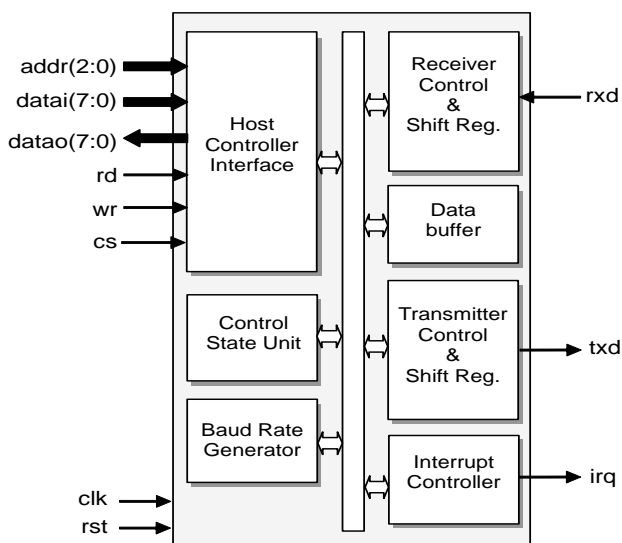 addr(2:0)
datai(7:0)
datao(7:0)
rd
wr
cs
clk
rst
Host
Controller
Interface
Control
State Unit
Baud Rate
Generator
Receiver
Control
&
Shift Reg.
Data
buffer
Transmitter
Control
&
Shift Reg.
Interrupt
Controller
rxd
txd
irq